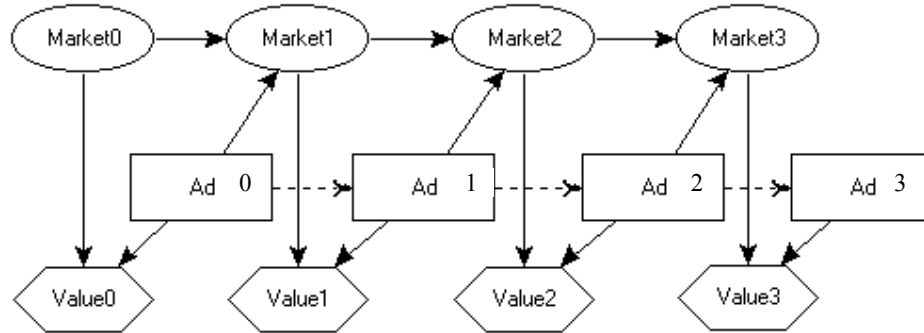 Market0 Market1 Market2 Market3
Ad 0 Ad 1 Ad 2 Ad 3
Value0 Value1 Value2 Value3